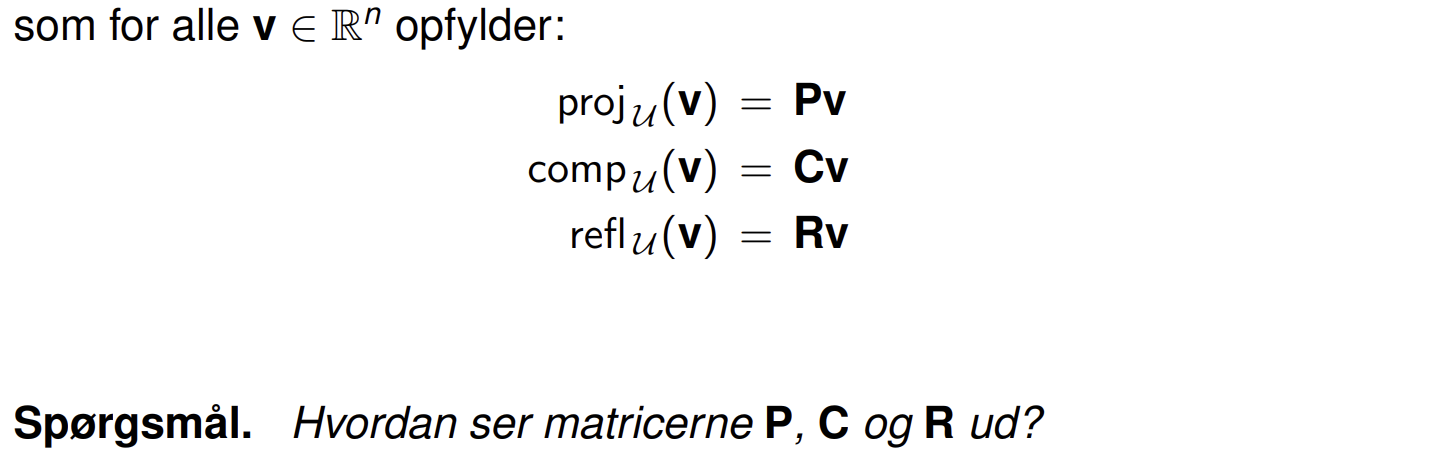 som for alle v ∈ ℝⁿ opfylder:
proj𝒰(v) = Pv
comp𝒰(v) = Cv
refl𝒰(v) = Rv
Spørgsmål. Hvordan ser matricerne P, C og R ud?